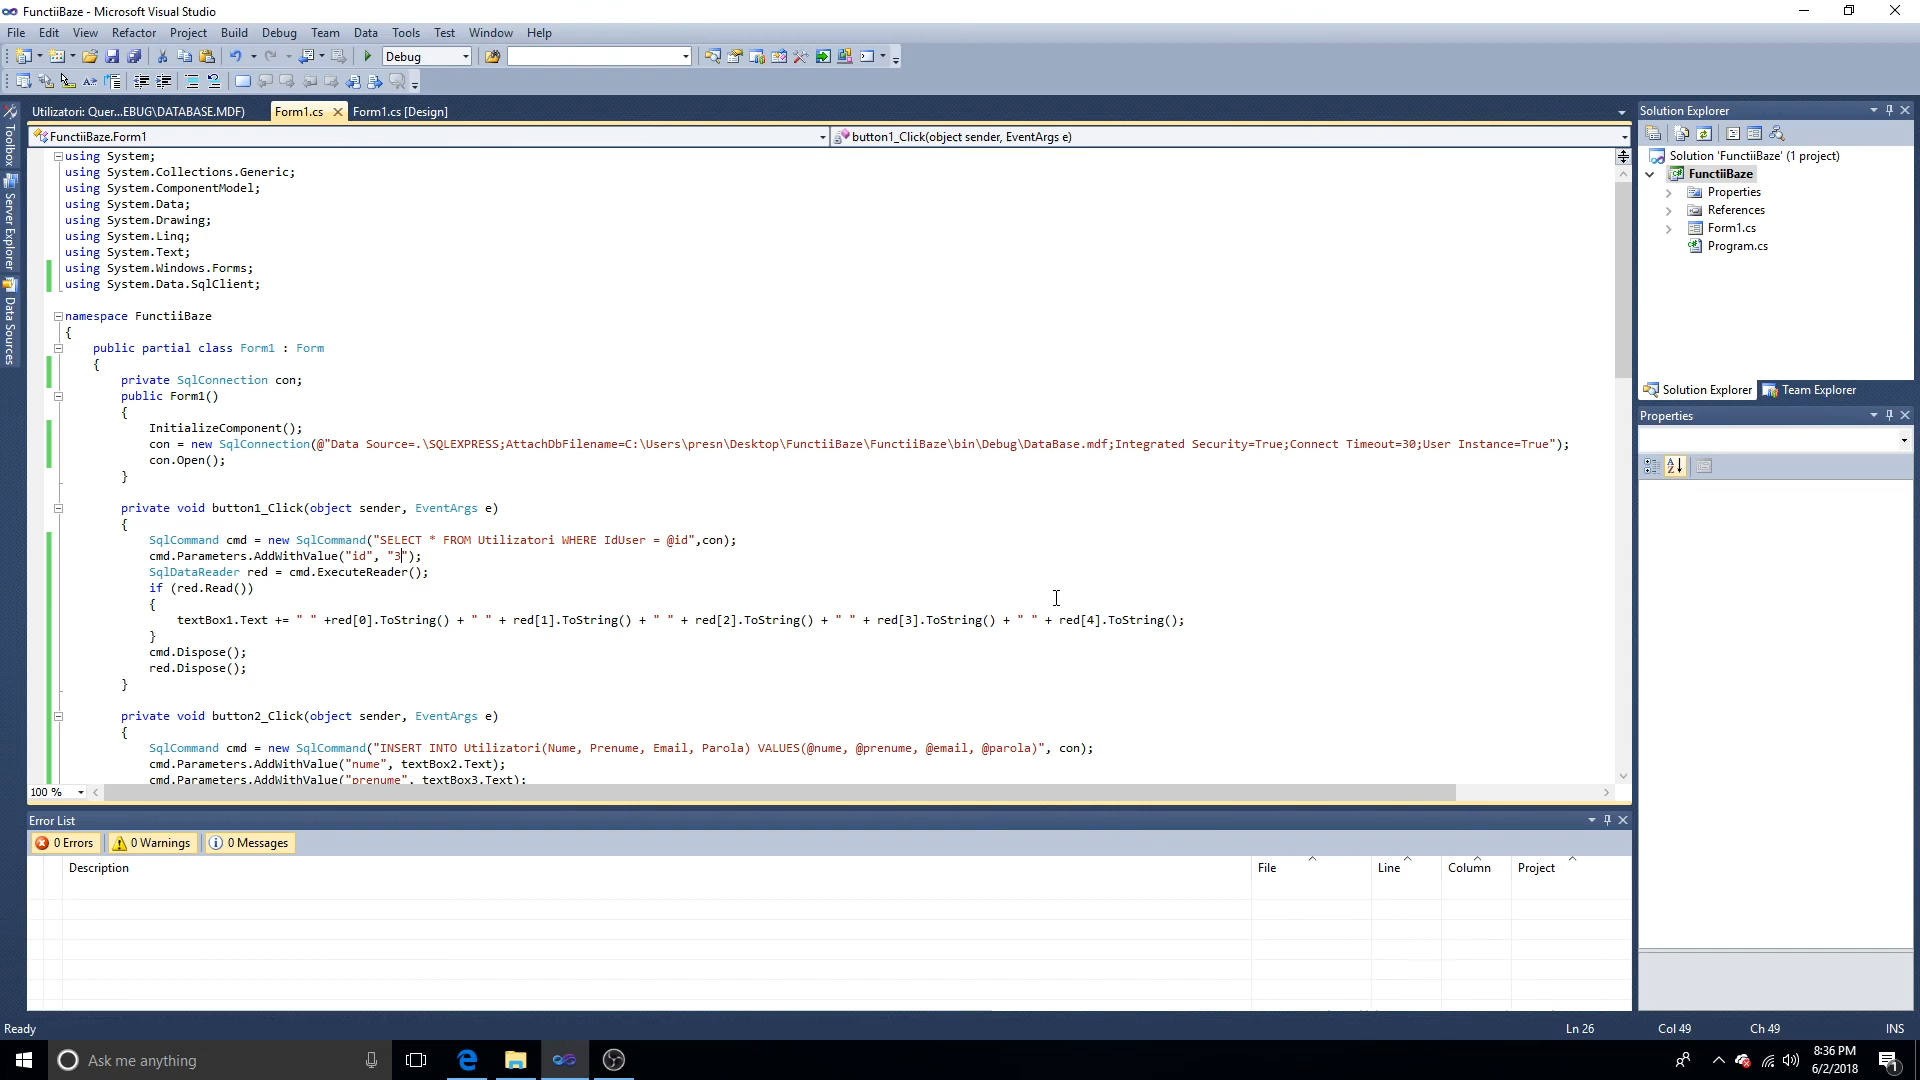 FunctiiBaze - Microsoft Visual Studio
File Edit View Refactor Project Build Debug Team Data Tools Test Window Help
Debug
Utilizatori: Quer...EBUG\DATABASE.MDF) Form1.cs Form1.cs [Design]
FunctiiBaze.Form1 button1_Click(object sender, EventArgs e)
Toolbox
Server Explorer
Data Sources
using System;
using System.Collections.Generic;
using System.ComponentModel;
using System.Data;
using System.Drawing;
using System.Linq;
using System.Text;
using System.Windows.Forms;
using System.Data.SqlClient;
namespace FunctiiBaze
{
public partial class Form1 : Form
{
private SqlConnection con;
public Form1()
{
InitializeComponent();
con = new SqlConnection(@"Data Source=.\SQLEXPRESS;AttachDbFilename=C:\Users\presn\Desktop\FunctiiBaze\FunctiiBaze\bin\Debug\DataBase.mdf;Integrated Security=True;Connect Timeout=30;User Instance=True");
con.Open();
}
private void button1_Click(object sender, EventArgs e)
{
SqlCommand cmd = new SqlCommand("SELECT * FROM Utilizatori WHERE IdUser = @id",con);
cmd.Parameters.AddWithValue("id", "3");
SqlDataReader red = cmd.ExecuteReader();
if (red.Read())
{
textBox1.Text += " " +red[0].ToString() + " " + red[1].ToString() + " " + red[2].ToString() + " " + red[3].ToString() + " " + red[4].ToString();
}
cmd.Dispose();
red.Dispose();
}
private void button2_Click(object sender, EventArgs e)
{
SqlCommand cmd = new SqlCommand("INSERT INTO Utilizatori(Nume, Prenume, Email, Parola) VALUES(@nume, @prenume, @email, @parola)", con);
cmd.Parameters.AddWithValue("nume", textBox2.Text);
cmd.Parameters.AddWithValue("prenume", textBox3.Text);
100 %
Solution Explorer
Solution 'FunctiiBaze' (1 project)
FunctiiBaze
Properties
References
Form1.cs
Program.cs
Solution Explorer Team Explorer
Properties
Error List
0 Errors 0 Warnings 0 Messages
Description File Line Column Project
Ready Ln 26 Col 49 Ch 49 INS
Ask me anything
8:36 PM
6/2/2018
1